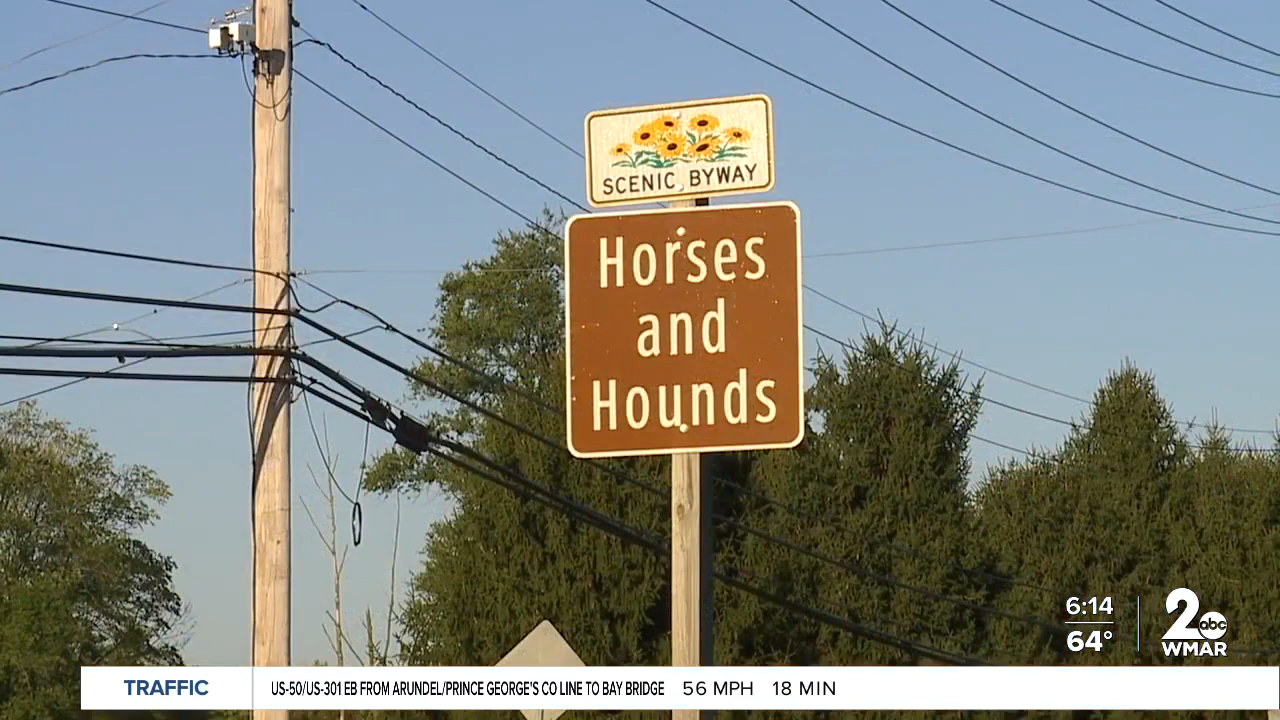 SCENIC BYWAY
Horses
and
Hounds
6:14
64°
2 abc
WMAR
TRAFFIC US-50/US-301 EB FROM ARUNDEL/PRINCE GEORGE'S CO LINE TO BAY BRIDGE 56 MPH 18 MIN